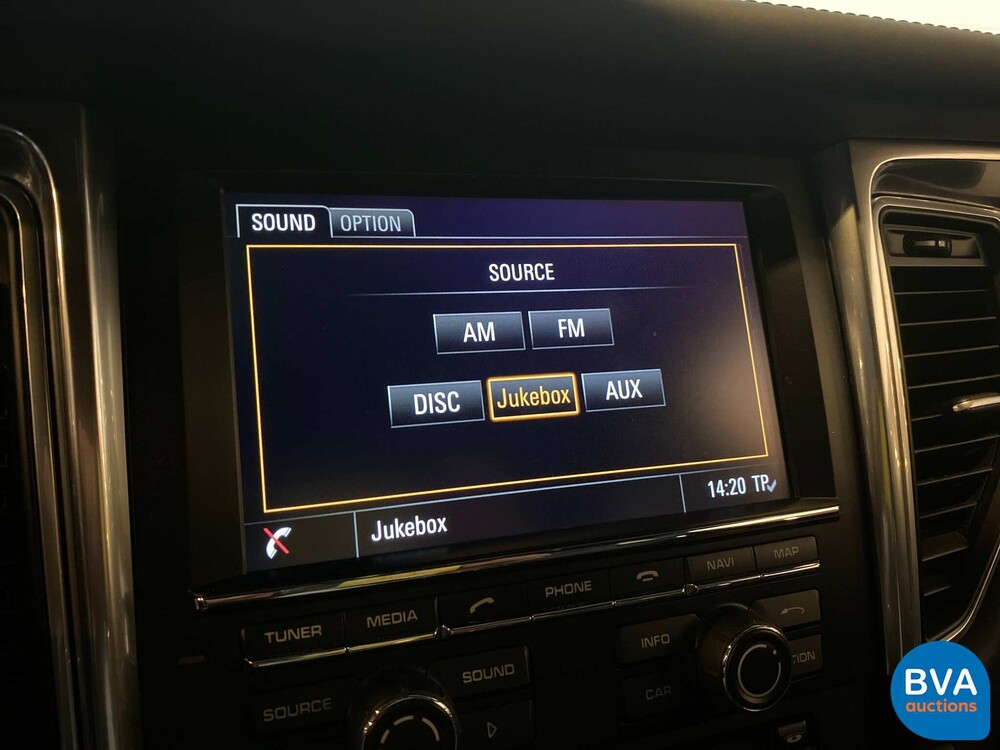 SOUND OPTION
SOURCE
AM FM
DISC Jukebox AUX
Jukebox 14:20 TP
TUNER MEDIA PHONE NAVI MAP
SOURCE SOUND INFO
CAR
BVA
auctions